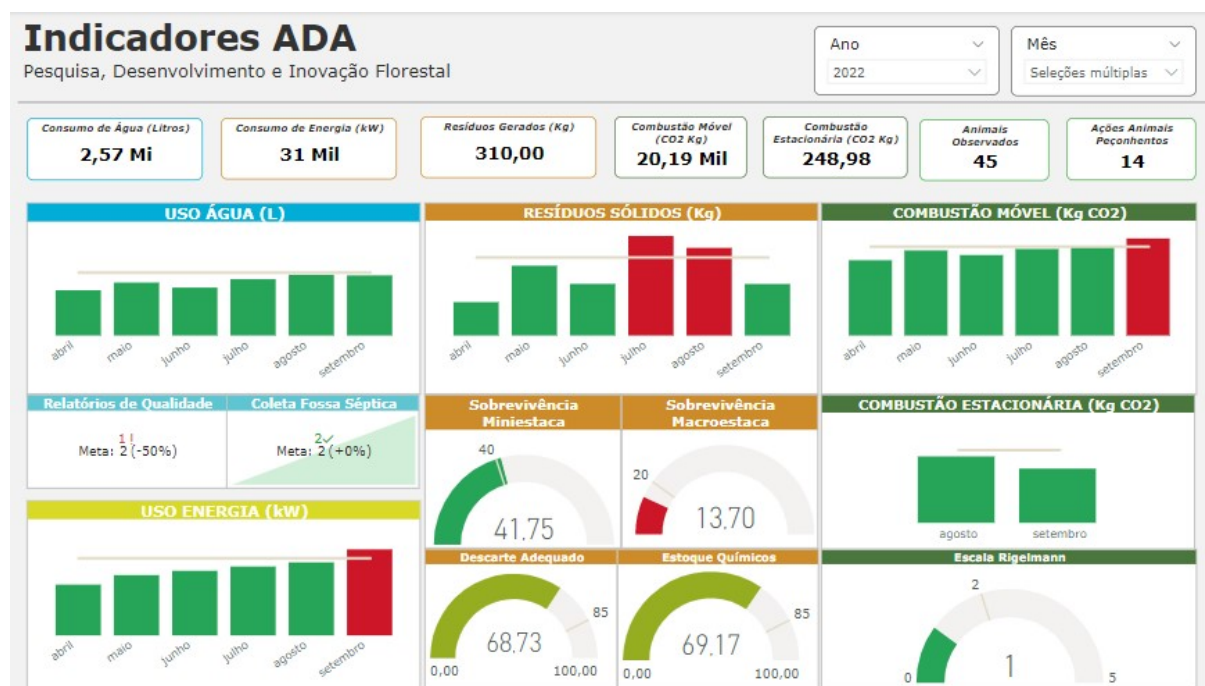 Indicadores ADA
Pesquisa, Desenvolvimento e Inovação Florestal
Ano
2022
Mês
Seleções múltiplas
Consumo de Água (Litros)
2,57 Mi
Consumo de Energia (kW)
31 Mil
Resíduos Gerados (Kg)
310,00
Combustão Móvel
(CO2 Kg)
20,19 Mil
Combustão
Estacionária (CO2 Kg)
248,98
Animais
Observados
45
Ações Animais
Peçonhentos
14
USO ÁGUA (L)
abril maio junho julho agosto setembro
RESÍDUOS SÓLIDOS (Kg)
abril maio junho julho agosto setembro
COMBUSTÃO MÓVEL (Kg CO2)
abril maio junho julho agosto setembro
Relatórios de Qualidade
1 !
Meta: 2 (-50%)
Coleta Fossa Séptica
2✓
Meta: 2 (+0%)
Sobrevivência
Miniestaca
40
41,75
Sobrevivência
Macroestaca
20
13,70
COMBUSTÃO ESTACIONÁRIA (Kg CO2)
agosto setembro
USO ENERGIA (kW)
abril maio junho julho agosto setembro
Descarte Adequado
85
68,73
0,00 100,00
Estoque Químicos
85
69,17
0,00 100,00
Escala Rigelmann
2
1
0 5